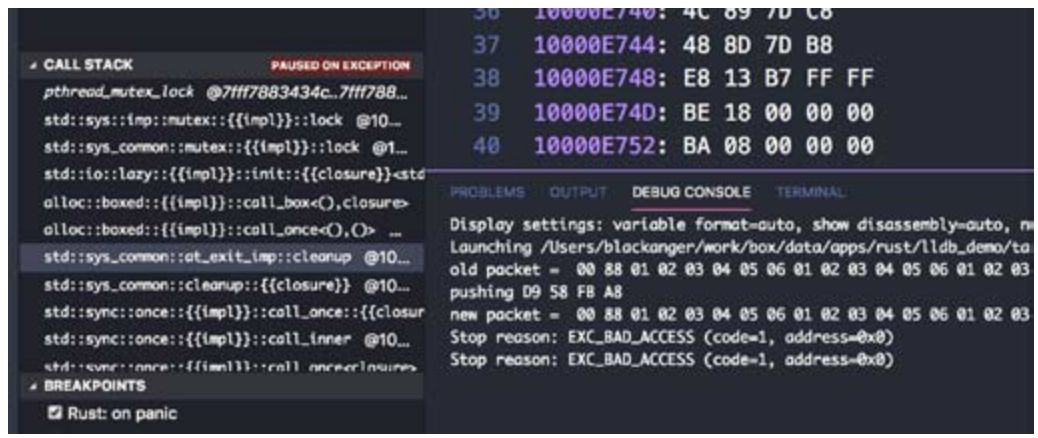 CALL STACK PAUSED ON EXCEPTION
pthread_mutex_lock @7fff7883434c..7fff788...
std::sys::imp::mutex::{{impl}}::lock @10...
std::sys_common::mutex::{{impl}}::lock @1...
std::io::lazy::{{impl}}::init::{{closure}}<std
alloc::boxed::{{impl}}::call_box<(),closure>
alloc::boxed::{{impl}}::call_once<(),()> ...
std::sys_common::at_exit_imp::cleanup @10...
std::sys_common::cleanup::{{closure}} @10...
std::sync::once::{{impl}}::call_once::{{closur
std::sync::once::{{impl}}::call_inner @10...
std::sync::once::{{impl}}::call_once<closure>
BREAKPOINTS
Rust: on panic
36 10000E740: 4C 89 7D C8
37 10000E744: 48 8D 7D B8
38 10000E748: E8 13 B7 FF FF
39 10000E74D: BE 18 00 00 00
40 10000E752: BA 08 00 00 00
PROBLEMS OUTPUT DEBUG CONSOLE TERMINAL
Display settings: variable format=auto, show disassembly=auto, nu
Launching /Users/blackanger/work/box/data/apps/rust/lldb_demo/ta
old packet = 00 88 01 02 03 04 05 06 01 02 03 04 05 06 01 02 03
pushing D9 58 FB A8
new packet = 00 88 01 02 03 04 05 06 01 02 03 04 05 06 01 02 03
Stop reason: EXC_BAD_ACCESS (code=1, address=0x0)
Stop reason: EXC_BAD_ACCESS (code=1, address=0x0)